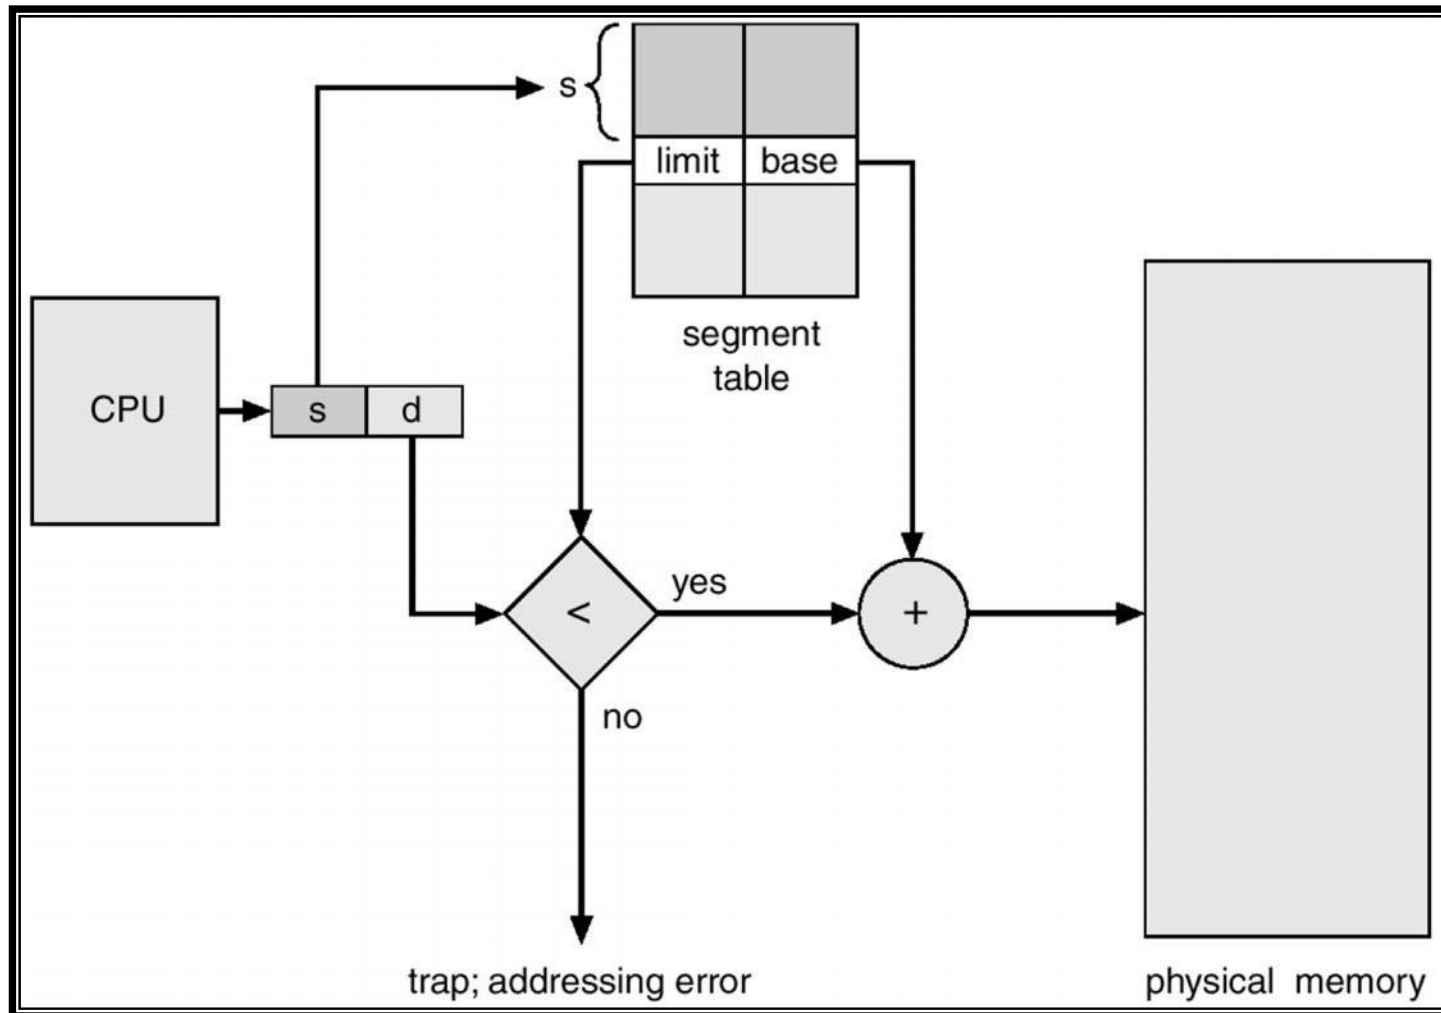 s
limit base
segment
table
CPU
s d
< yes +
no
trap; addressing error
physical memory